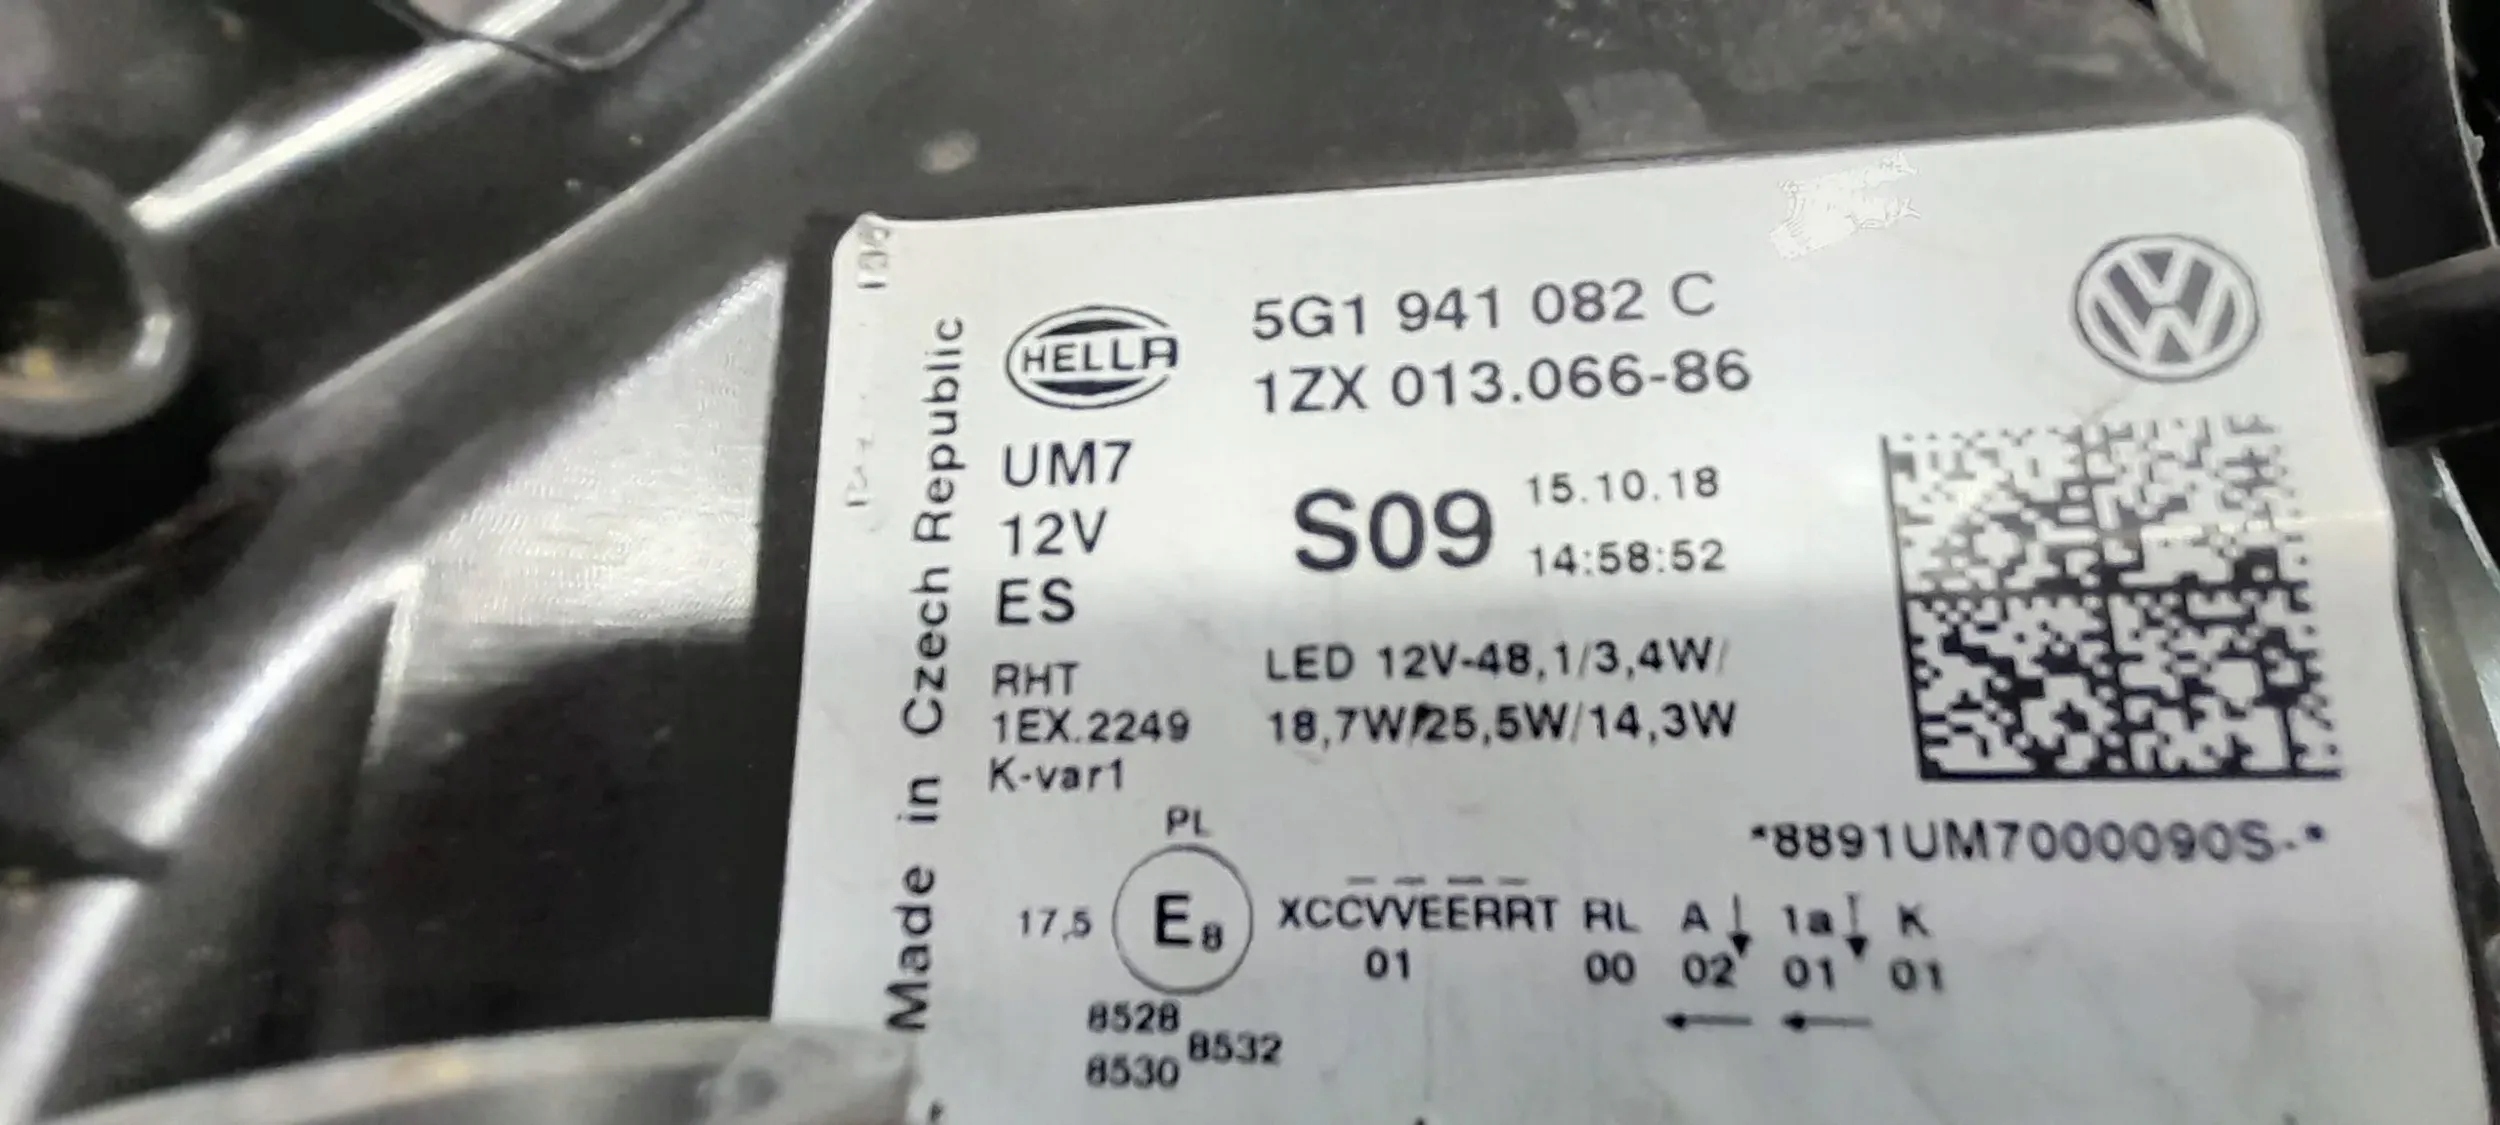 Made in Czech Republic
HELLA
5G1 941 082 C
1ZX 013.066-86
UM7
12V
ES
S09
15.10.18
14:58:52
RHT
1EX.2249
K-var1
LED 12V-48,1/3,4W/
18,7W/25,5W/14,3W
*8891UM7000090S-*
PL
17,5
E8
XCCVVEERRT RL A 1a K
01 00 02 01 01
8528
8532
8530